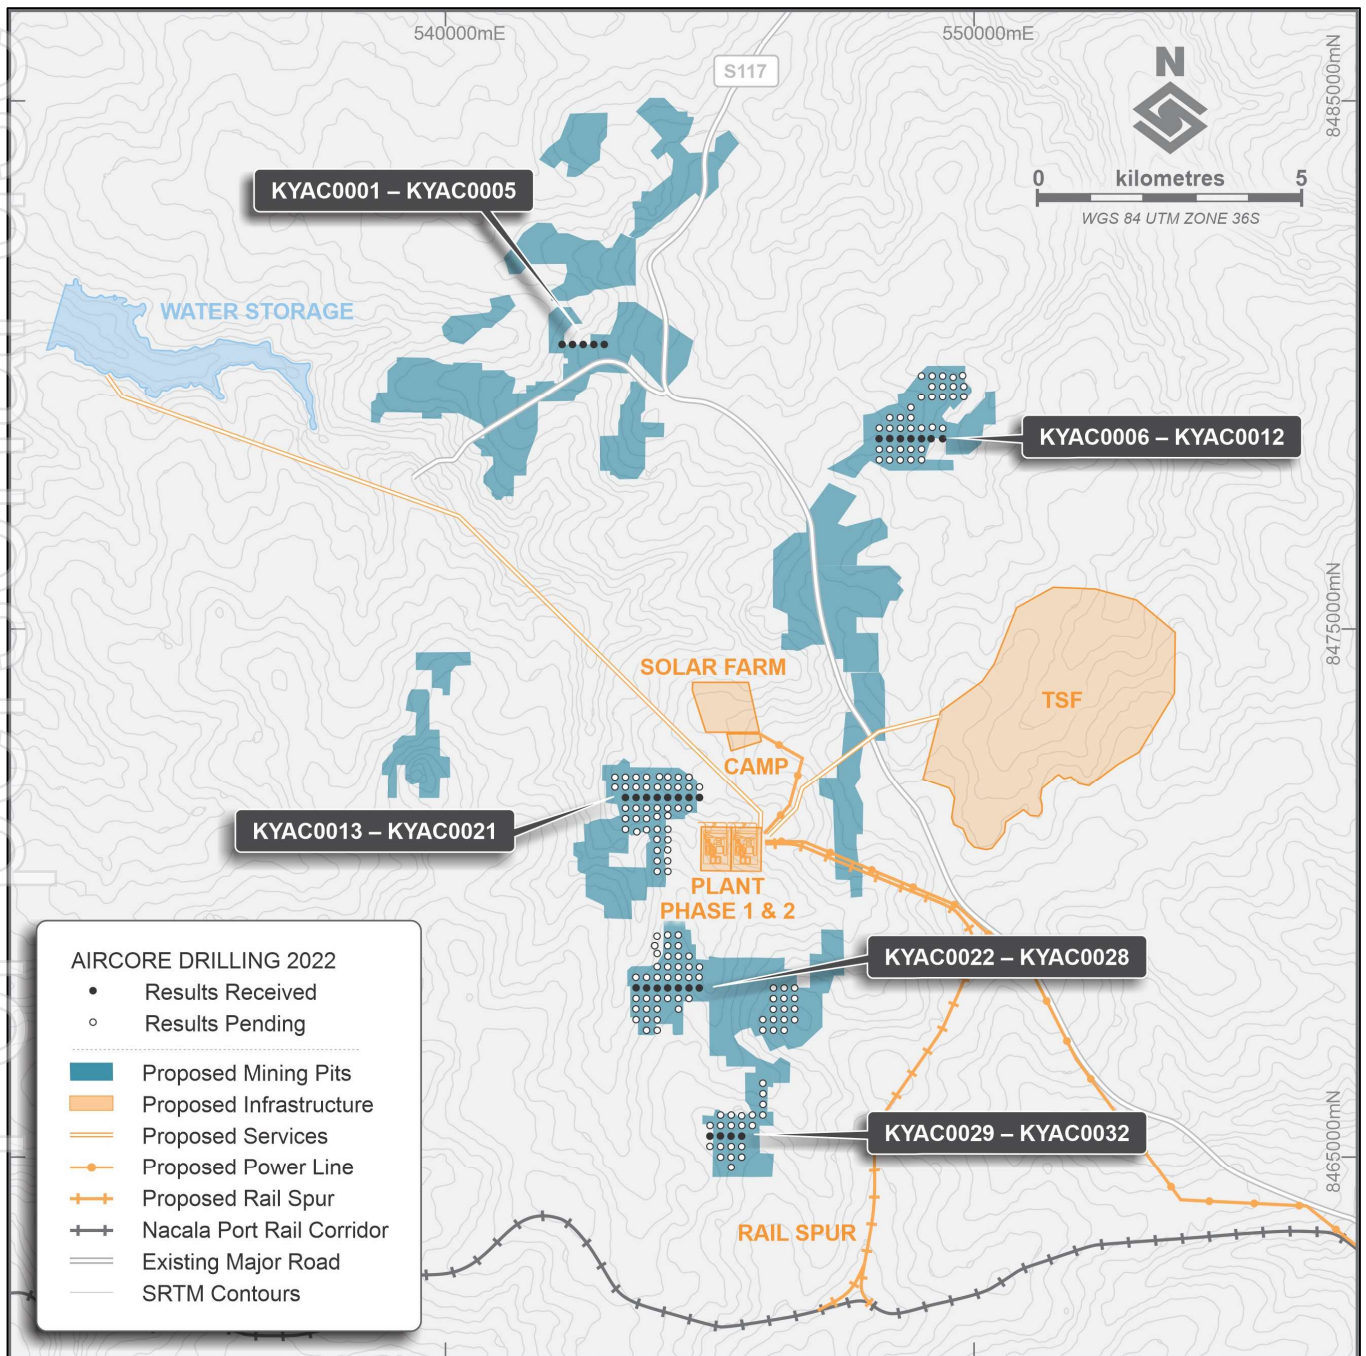 540000mE
550000mE
8485000mN
S117
N
0 kilometres 5
WGS 84 UTM ZONE 36S
KYAC0001 – KYAC0005
WATER STORAGE
KYAC0006 – KYAC0012
8475000mN
SOLAR FARM
TSF
CAMP
KYAC0013 – KYAC0021
PLANT
PHASE 1 & 2
KYAC0022 – KYAC0028
KYAC0029 – KYAC0032
8465000mN
RAIL SPUR
AIRCORE DRILLING 2022
Results Received
Results Pending
Proposed Mining Pits
Proposed Infrastructure
Proposed Services
Proposed Power Line
Proposed Rail Spur
Nacala Port Rail Corridor
Existing Major Road
SRTM Contours